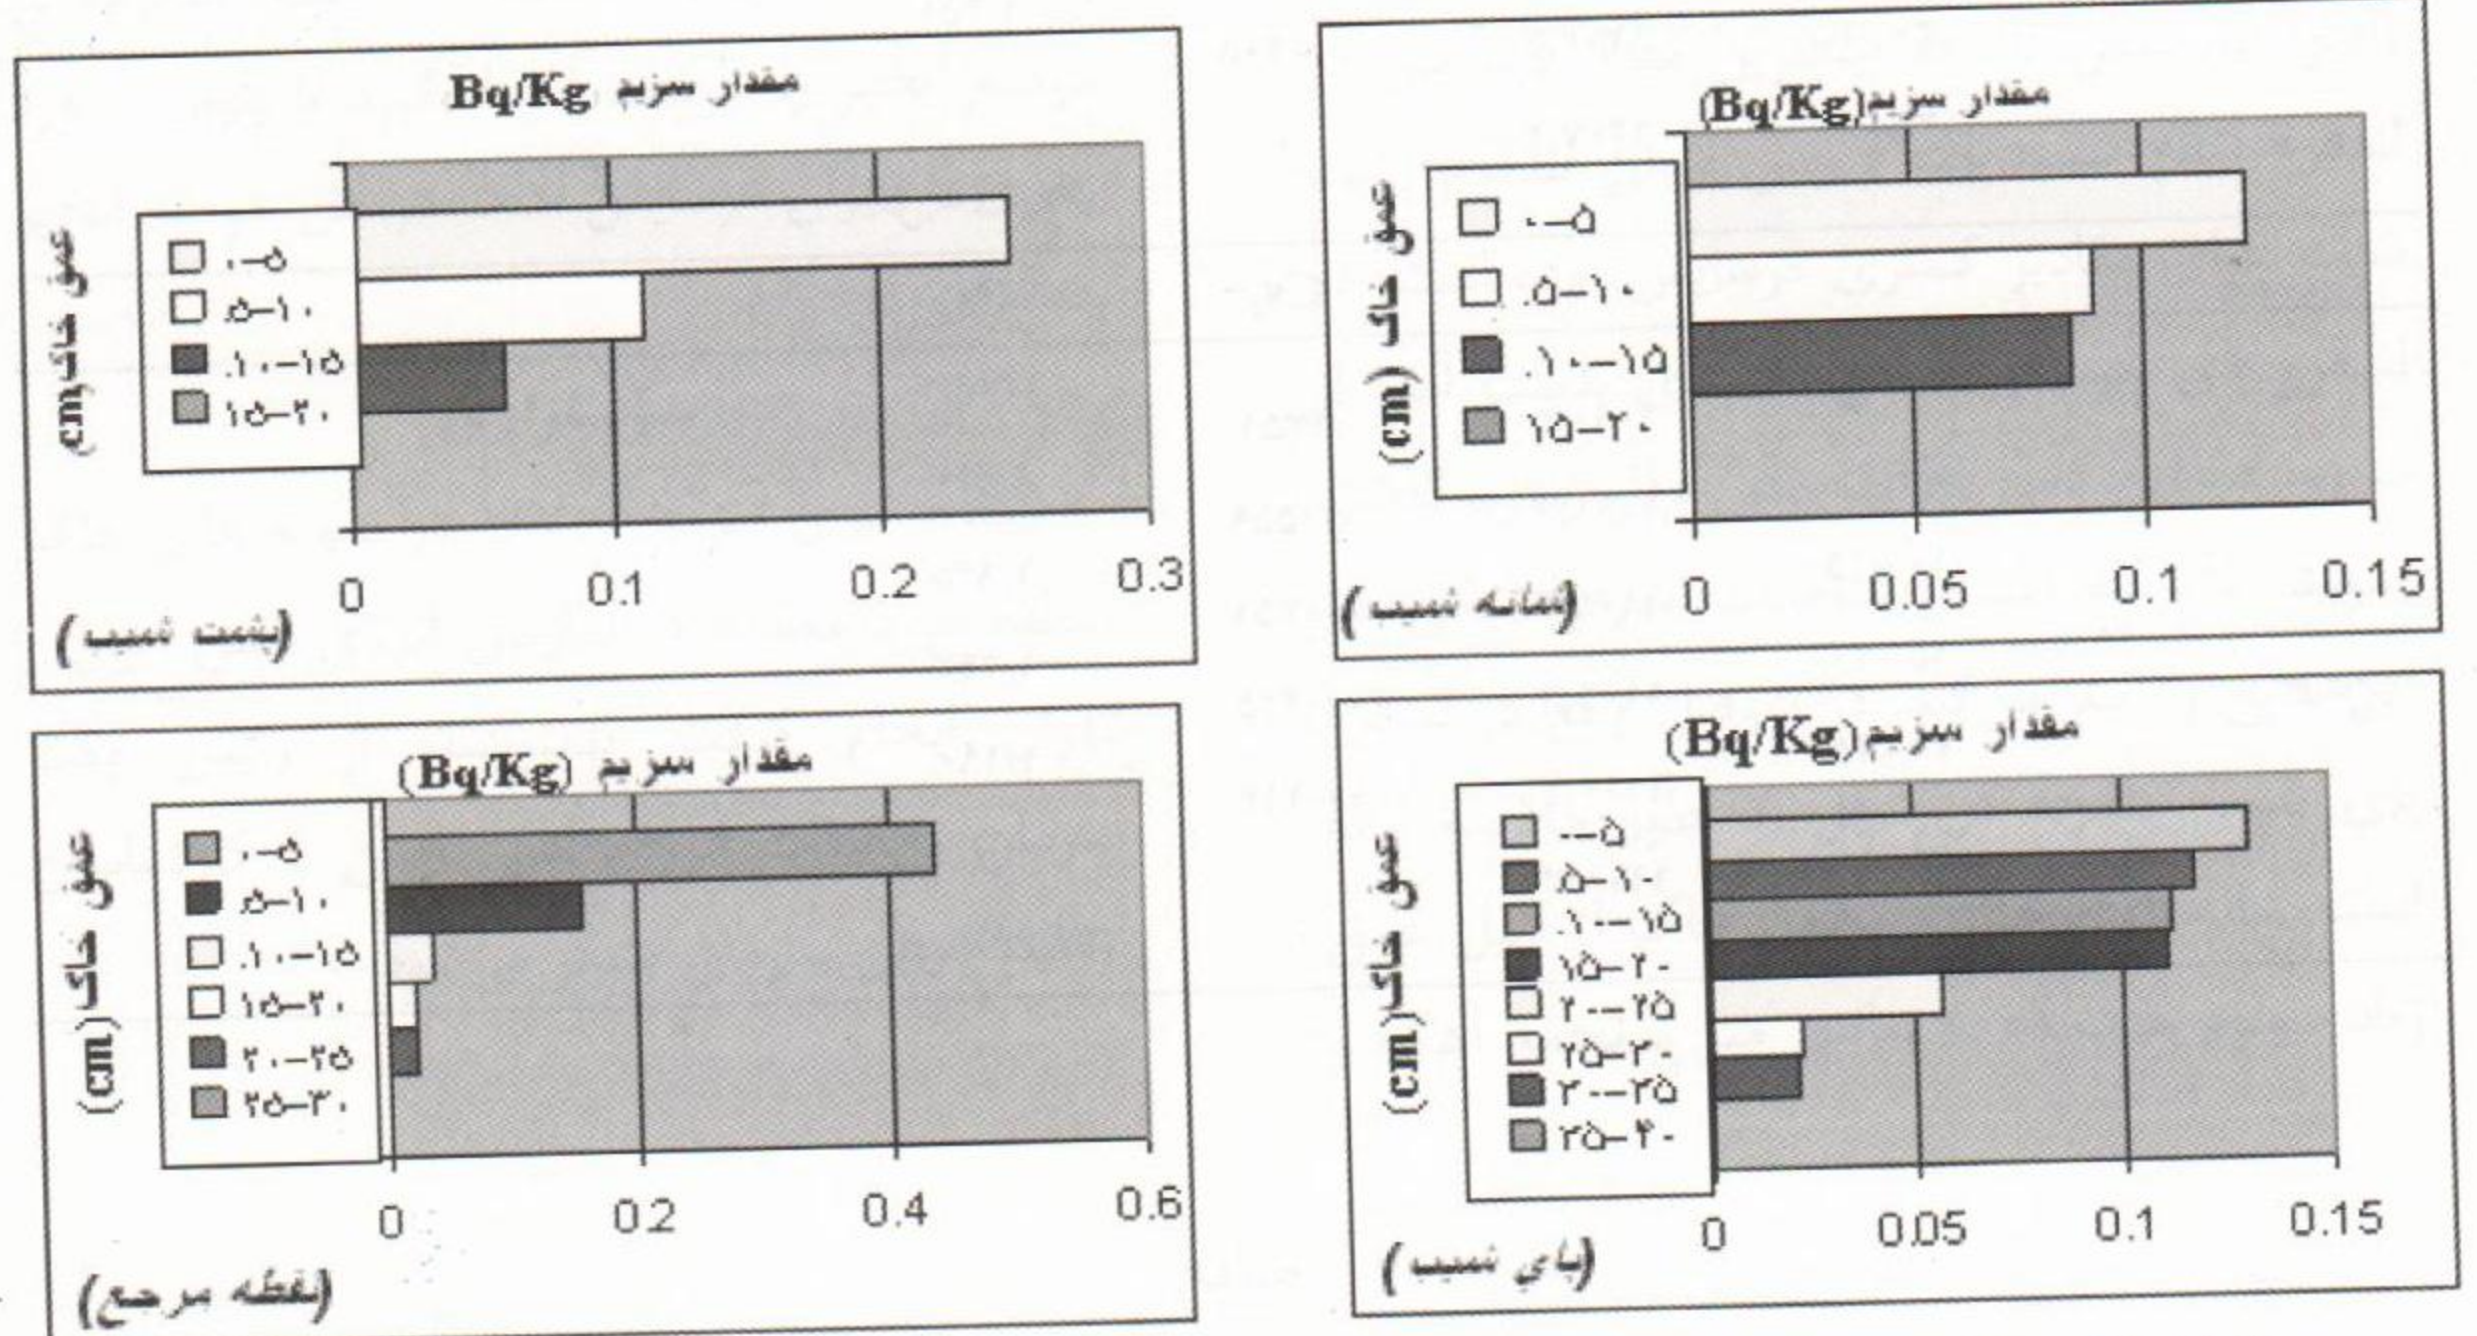 مقدار سزیم Bq/Kg
عمق خاک(cm
۰-۵
.۵-۱۰
.۱۰-۱۵
۱۵-۲۰
0 0.1 0.2 0.3
(پشت شیب)
مقدار سزیم(Bq/Kg)
عمق خاک (cm)
۰-۵
.۵-۱۰
.۱۰-۱۵
۱۵-۲۰
0 0.05 0.1 0.15
(شانه شیب)
مقدار سزیم (Bq/Kg)
عمق خاک(cm)
۰-۵
.۵-۱۰
.۱۰-۱۵
۱۵-۲۰
۲۰-۲۵
۲۵-۳۰
0 0.2 0.4 0.6
(نقطه مرجع)
مقدار سزیم(Bq/Kg)
عمق خاک(cm)
۰-۵
.۵-۱۰
.۱۰-۱۵
۱۵-۲۰
۲۰-۲۵
۲۵-۳۰
۳۰-۳۵
۳۵-۴۰
0 0.05 0.1 0.15
(پاي شیب)